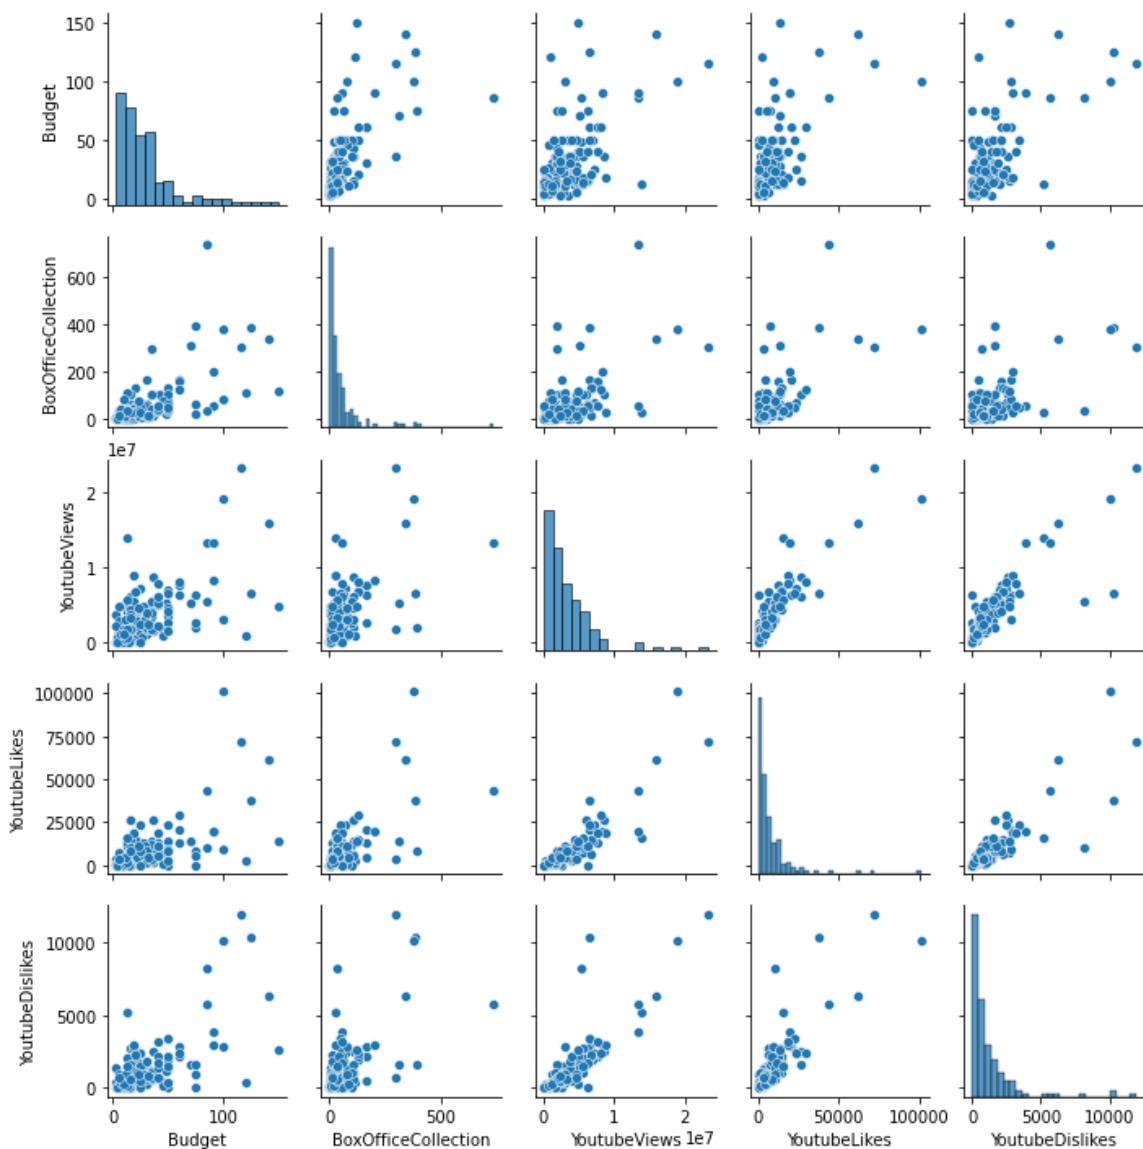 150
100
50
0
Budget
600
400
200
0
BoxOfficeCollection
1e7
2
1
0
YoutubeViews
100000
75000
50000
25000
0
YoutubeLikes
10000
5000
0
YoutubeDislikes
0 100
Budget
0 500
BoxOfficeCollection
0 1 2
YoutubeViews 1e7
0 50000 100000
YoutubeLikes
0 5000 10000
YoutubeDislikes